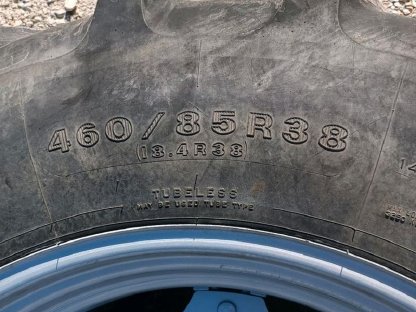 460/85R38
(18.4R38)
TUBELESS
MAY BE USED TUBE TYPE